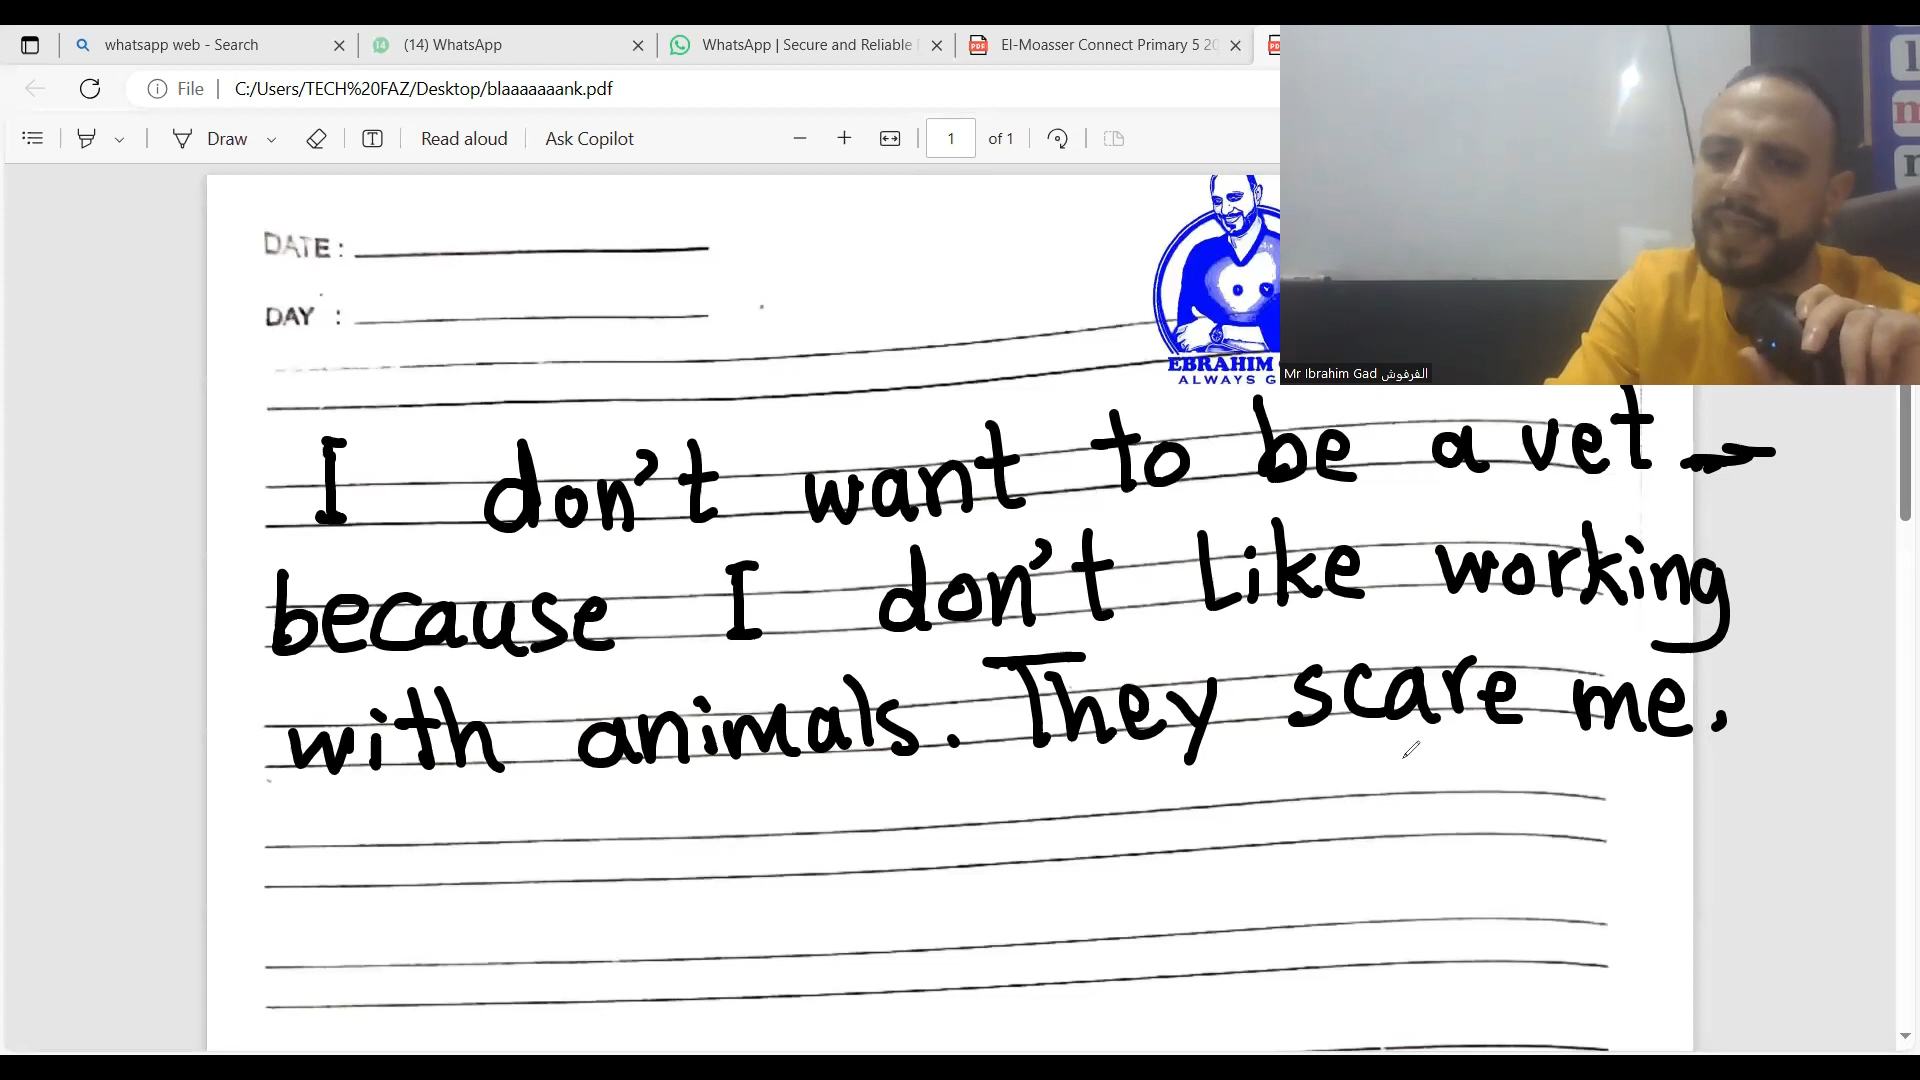 whatsapp web - Search
(14) WhatsApp
WhatsApp | Secure and Reliable
El-Moasser Connect Primary 5 20
File
C:/Users/TECH%20FAZ/Desktop/blaaaaaaank.pdf
Draw
Read aloud
Ask Copilot
1
of 1
DATE:
DAY :
EBRAHIM
ALWAYS G
Mr Ibrahim Gad الفرفوش
I don't want to be a vet
because I don't like working
with animals. They scare me.